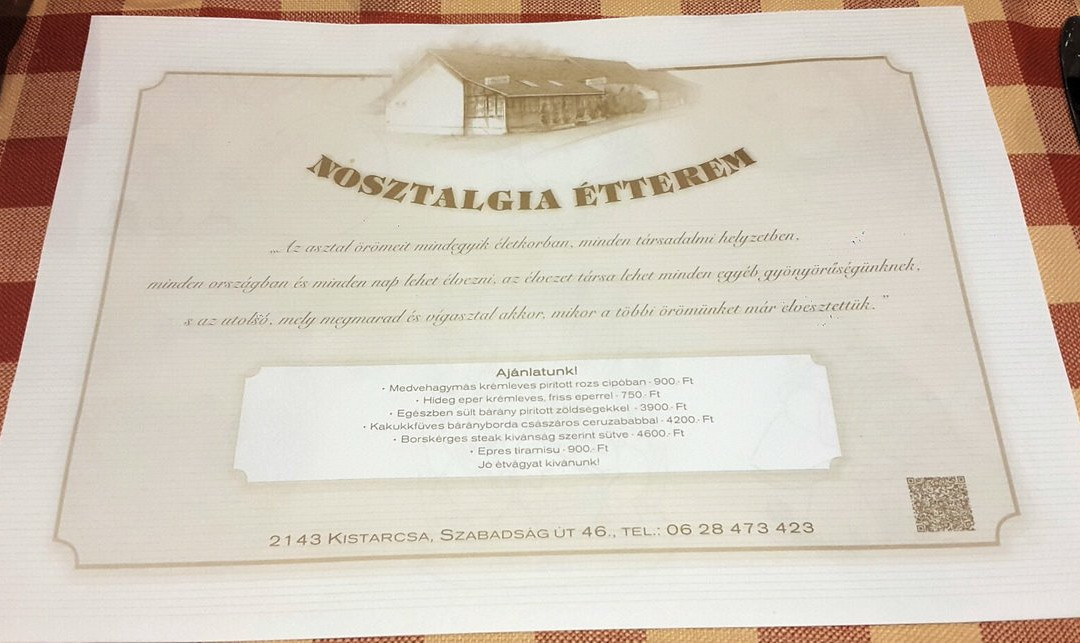 NOSZTALGIA ÉTTEREM
„Az asztal örömeit mindegyik életkorban, minden társadalmi helyzetben,
minden országban és minden nap lehet élvezni, az élvezet társa lehet minden egyéb gyönyörűségünknek,
s az utolsó, mely megmarad és vígasztal akkor, mikor a többi örömünket már elvesztettük.”
Ajánlatunk!
• Medvehagymás krémleves pirított rozs cipóban - 900.- Ft
• Hideg eper krémleves, friss eperrel - 750.- Ft
• Egészben sült bárány pirított zöldségekkel - 3900.- Ft
• Kakukkfüves bárányborda császáros ceruzababbal - 4200.- Ft
• Borskérges steak kívánság szerint sütve - 4600.- Ft
• Epres tiramisu - 900.- Ft
Jó étvágyat kívánunk!
2143 KISTARCSA, SZABADSÁG ÚT 46., TEL.: 06 28 473 423